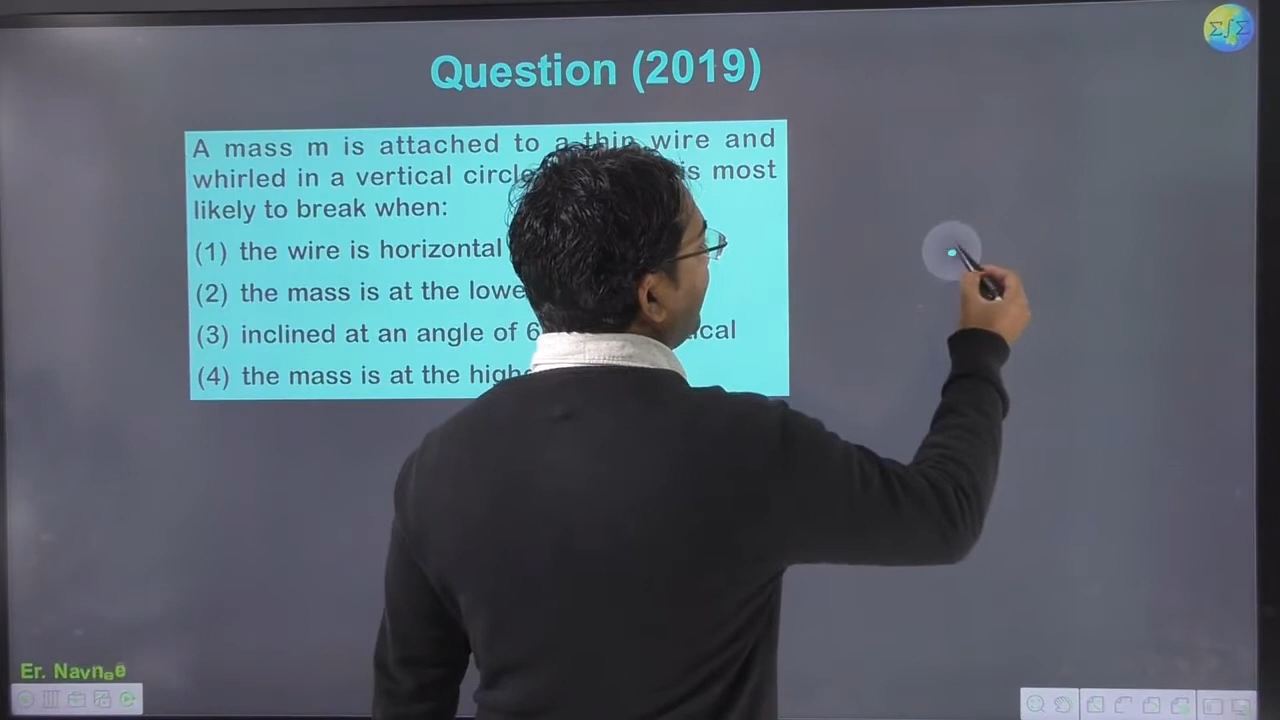 Question (2019)
A mass m is attached to a thin wire and
whirled in a vertical circle is most
likely to break when:
(1) the wire is horizontal
(2) the mass is at the lowe
(3) inclined at an angle of 6 ical
(4) the mass is at the highe
Er. Navnee
Σ∫Σ